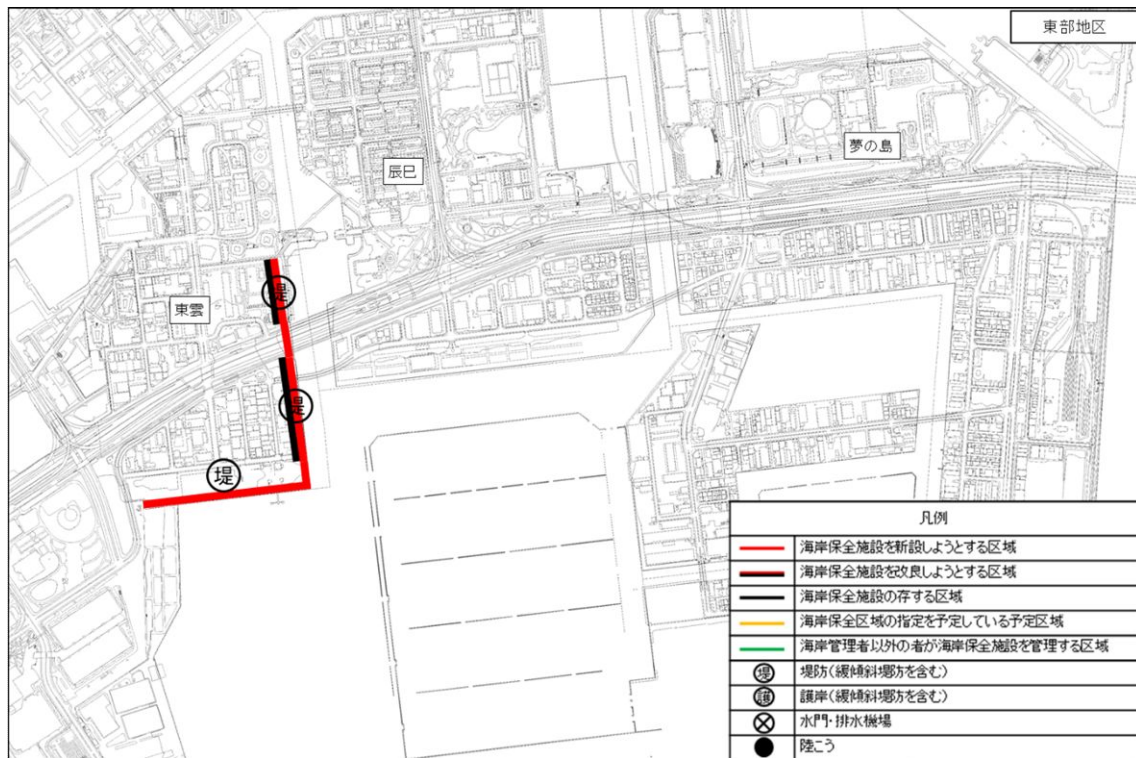 東部地区
夢の島
辰巳
堤
東雲
堤
堤
凡例
海岸保全施設を新設しようとする区域
海岸保全施設を改良しようとする区域
海岸保全施設の存する区域
海岸保全区域の指定を予定している予定区域
海岸管理者以外の者が海岸保全施設を管理する区域
堤 堤防(緩傾斜堤防を含む)
護 護岸(緩傾斜堤防を含む)
水門・排水機場
陸こう